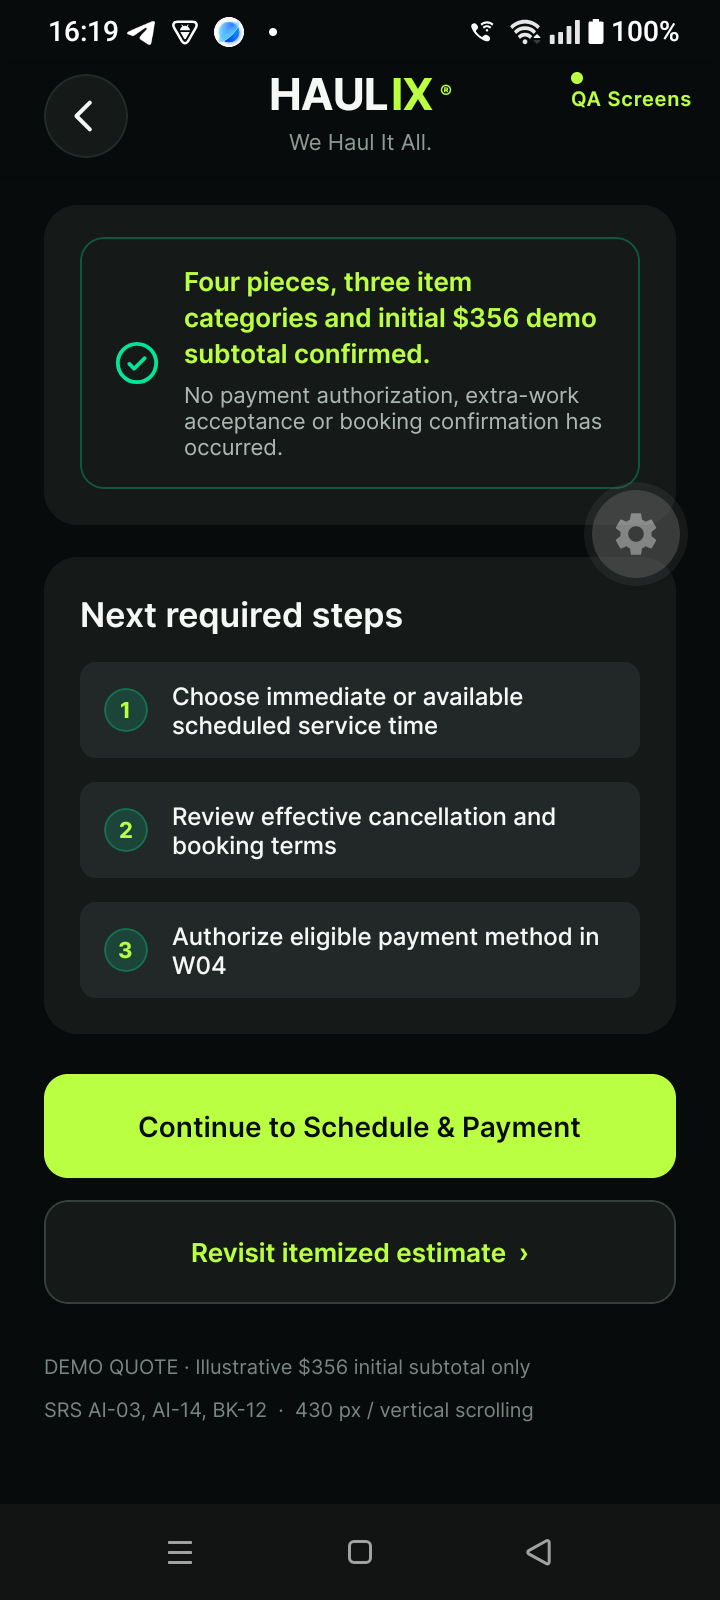 16:19
100%
HAULIX ®
We Haul It All.
QA Screens
Four pieces, three item
categories and initial $356 demo
subtotal confirmed.
No payment authorization, extra-work
acceptance or booking confirmation has
occurred.
Next required steps
1
Choose immediate or available
scheduled service time
2
Review effective cancellation and
booking terms
3
Authorize eligible payment method in
W04
Continue to Schedule & Payment
Revisit itemized estimate ›
DEMO QUOTE · Illustrative $356 initial subtotal only
SRS AI-03, AI-14, BK-12 · 430 px / vertical scrolling